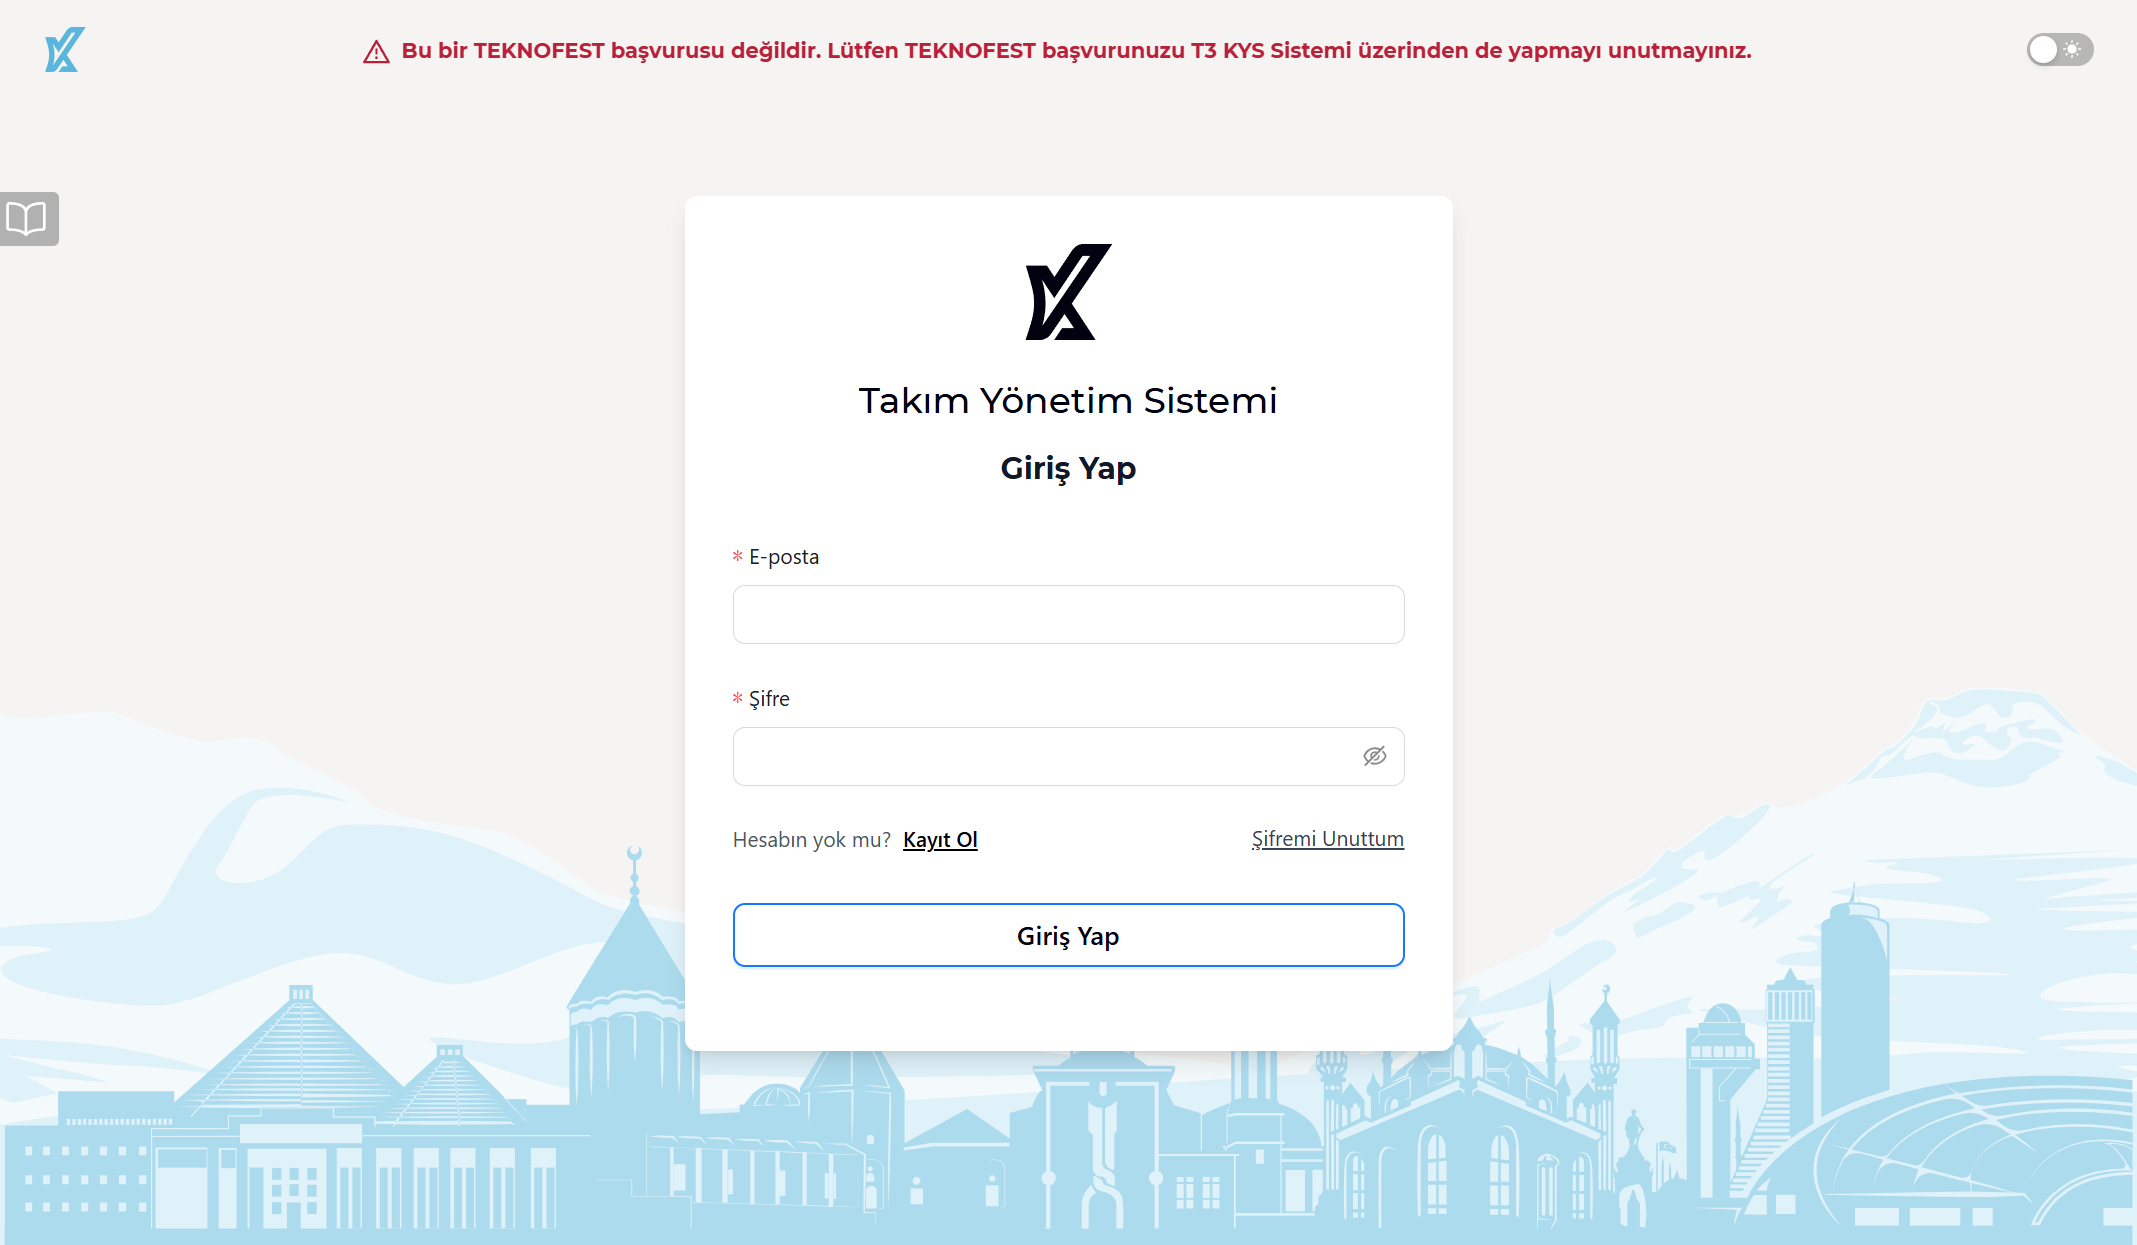 Bu bir TEKNOFEST başvurusu değildir. Lütfen TEKNOFEST başvurunuzu T3 KYS Sistemi üzerinden de yapmayı unutmayınız.
Takım Yönetim Sistemi
Giriş Yap
* E-posta
* Şifre
Hesabın yok mu? Kayıt Ol
Şifremi Unuttum
Giriş Yap